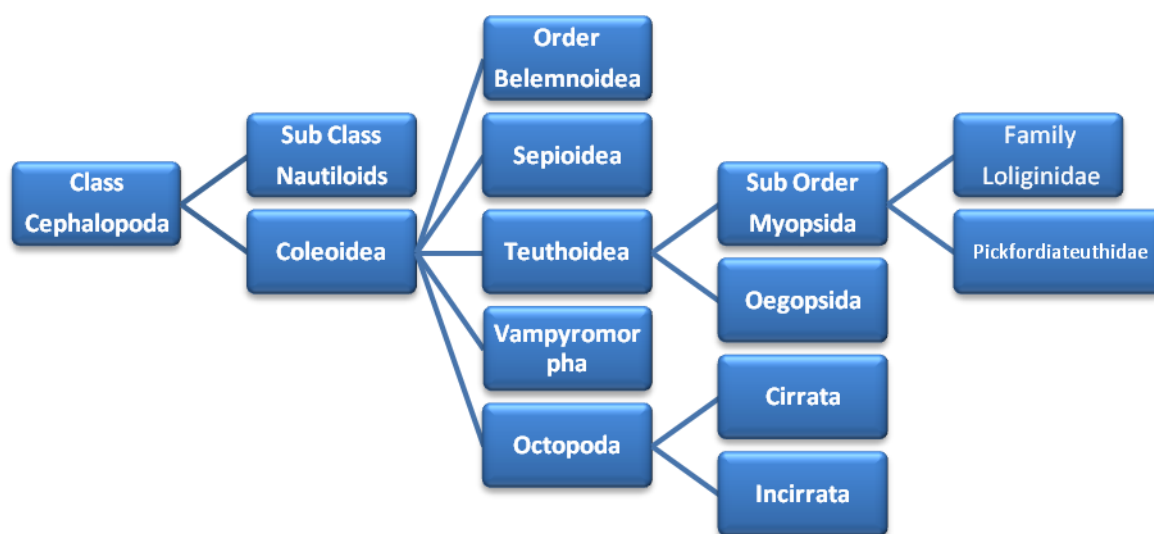 Class
Cephalopoda
Sub Class
Nautiloids
Coleoidea
Order
Belemnoidea
Sepioidea
Teuthoidea
Vampyromor
pha
Octopoda
Sub Order
Myopsida
Oegopsida
Cirrata
Incirrata
Family
Loliginidae
Pickfordiateuthidae